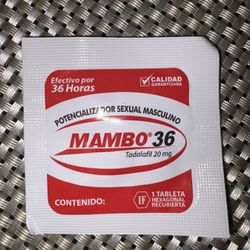 Efectivo por
36 Horas
CALIDAD
GARANTIZADA
POTENCIALIZADOR SEXUAL MASCULINO
MAMBO® 36
Tadalafil 20 mg
CONTENIDO:
IF
1 TABLETA
HEXAGONAL
RECUBIERTA